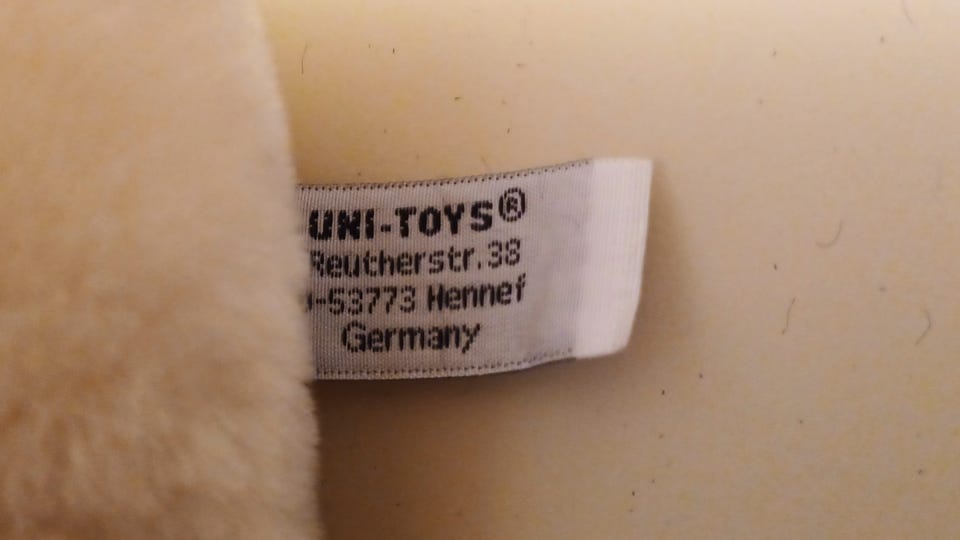 UNI-TOYS®
Reutherstr.38
D-53773 Hennef
Germany